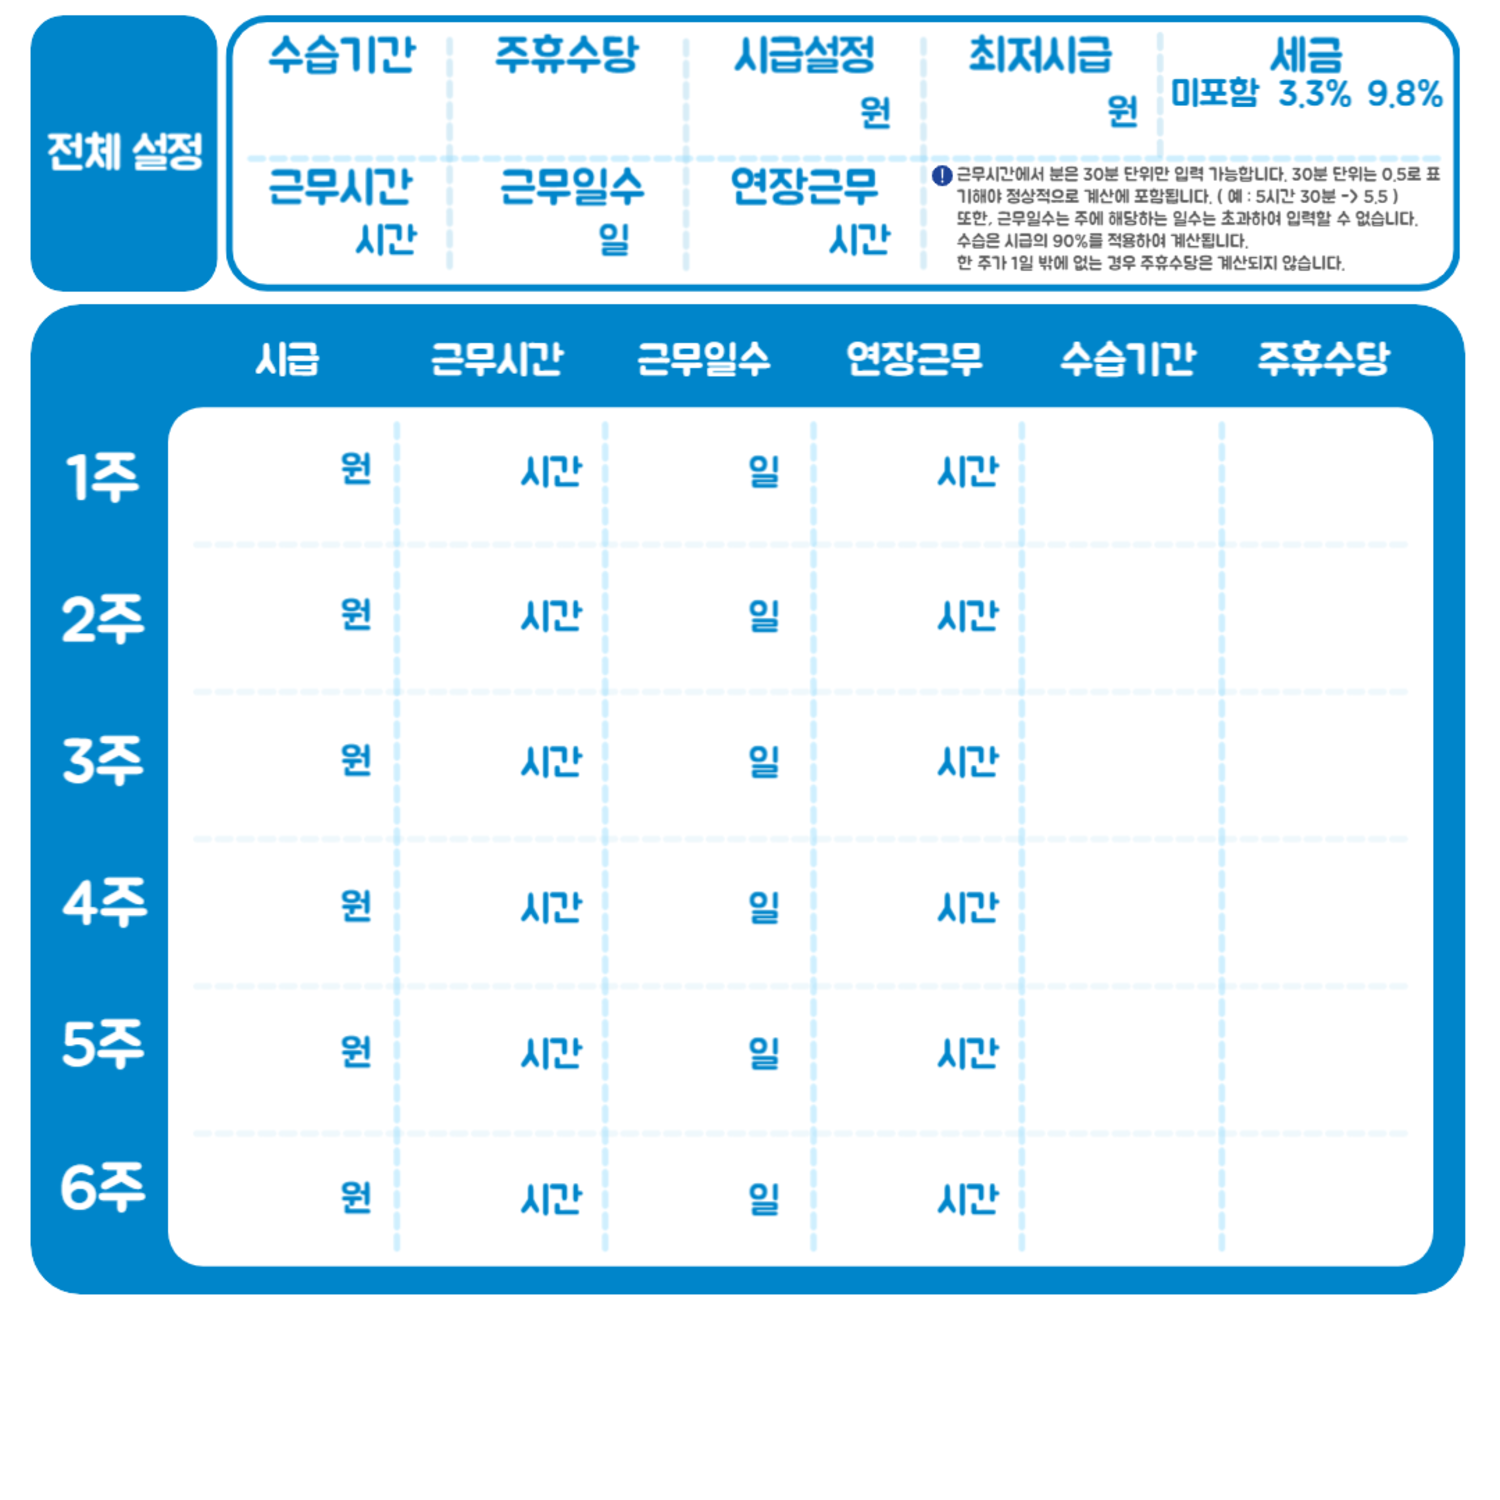 전체 설정
수습기간 주휴수당 시급설정 최저시급 세금
원 원 미포함 3.3% 9.8%
근무시간 근무일수 연장근무
시간 일 시간
! 근무시간에서 분은 30분 단위만 입력 가능합니다. 30분 단위는 0.5로 표
기해야 정상적으로 계산에 포함됩니다. ( 예 : 5시간 30분 -> 5.5 )
또한, 근무일수는 주에 해당하는 일수는 초과하여 입력할 수 없습니다.
수습은 시급의 90%를 적용하여 계산됩니다.
한 주가 1일 밖에 없는 경우 주휴수당은 계산되지 않습니다.
시급 근무시간 근무일수 연장근무 수습기간 주휴수당
1주 원 시간 일 시간
2주 원 시간 일 시간
3주 원 시간 일 시간
4주 원 시간 일 시간
5주 원 시간 일 시간
6주 원 시간 일 시간